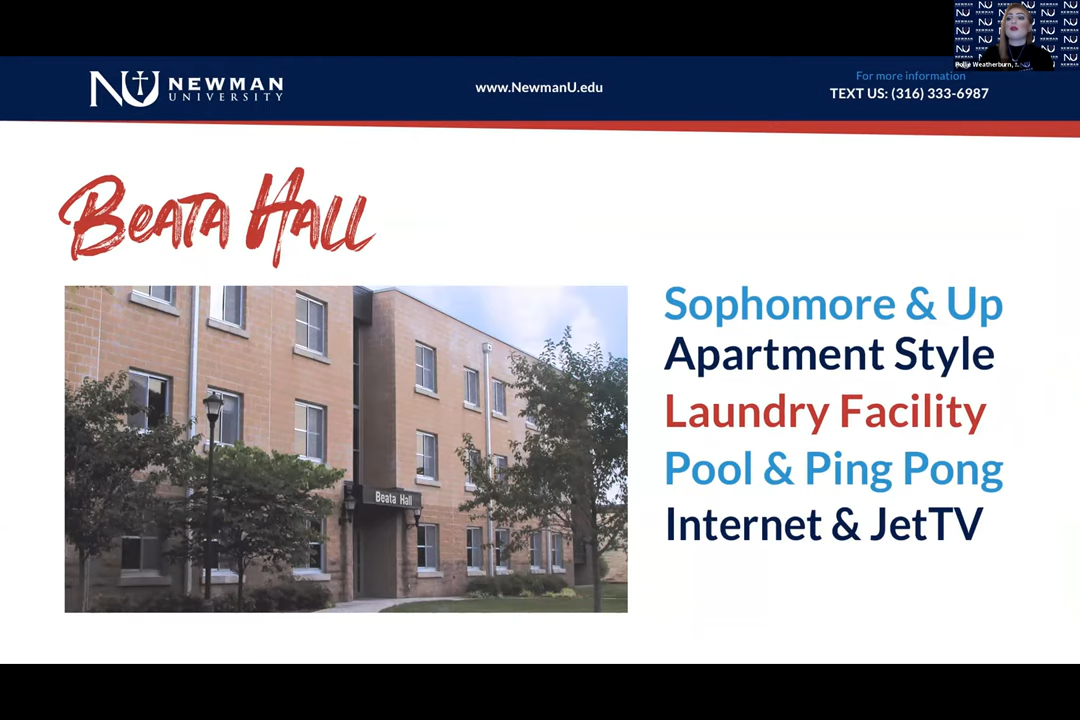 NU NEWMAN
UNIVERSITY
www.NewmanU.edu
For more information
TEXT US: (316) 333-6987
Beata Hall
Beata Hall
Sophomore & Up
Apartment Style
Laundry Facility
Pool & Ping Pong
Internet & JetTV